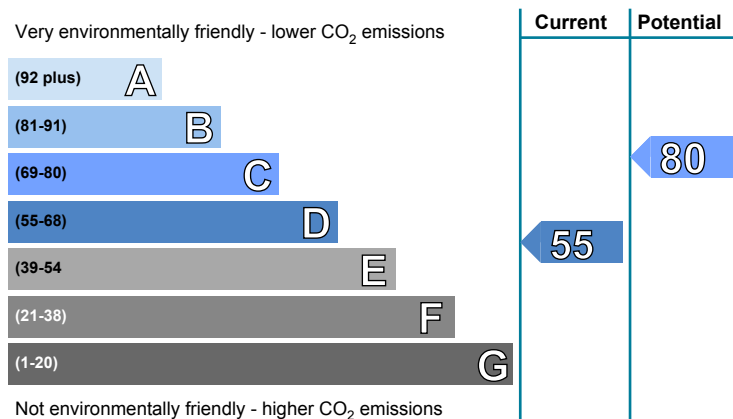 Current Potential
Very environmentally friendly - lower CO₂ emissions
(92 plus) A
(81-91) B
(69-80) C
80
(55-68) D
55
(39-54 E
(21-38) F
(1-20) G
Not environmentally friendly - higher CO₂ emissions